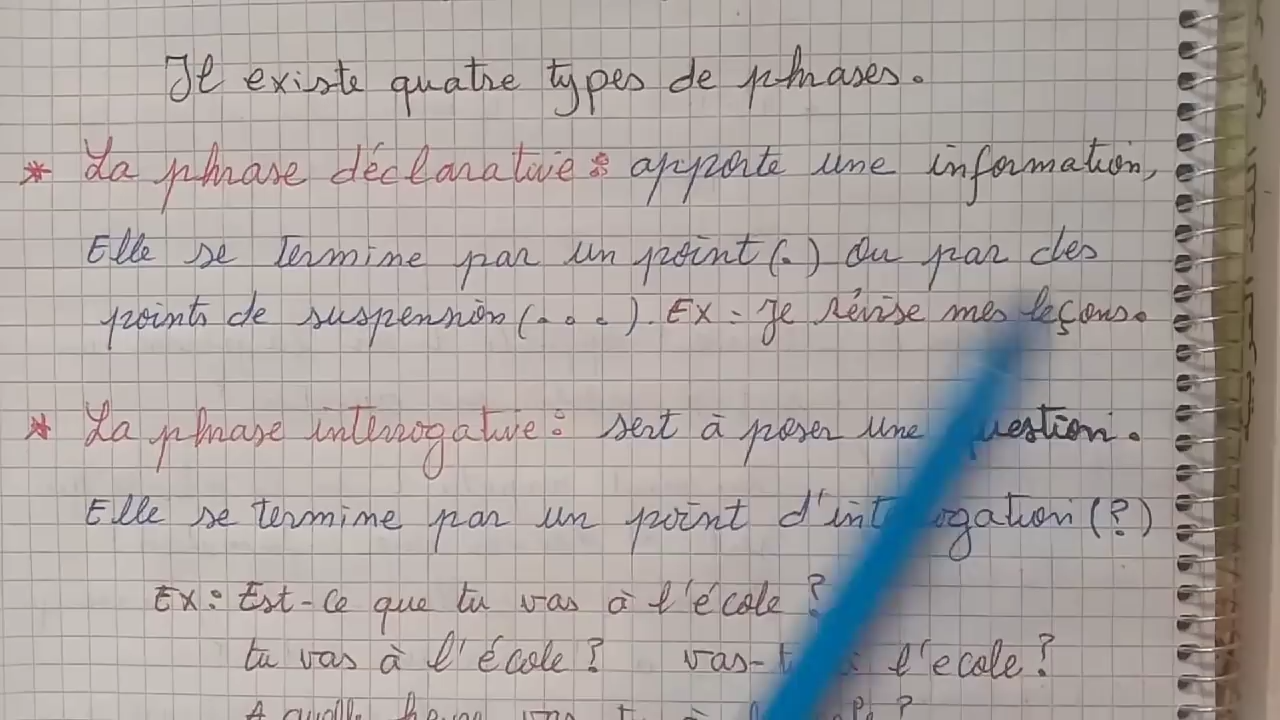 Il existe quatre types de phrases.
* La phrase déclarative : apporte une information,
Elle se termine par un point (.) ou par des
points de suspension (...). Ex : Je révise mes leçons.
* La phrase interrogative : sert à poser une question.
Elle se termine par un point d'interrogation (?)
Ex : Est-ce que tu vas à l'école ?
tu vas à l'école ? vas- l'ecole ?